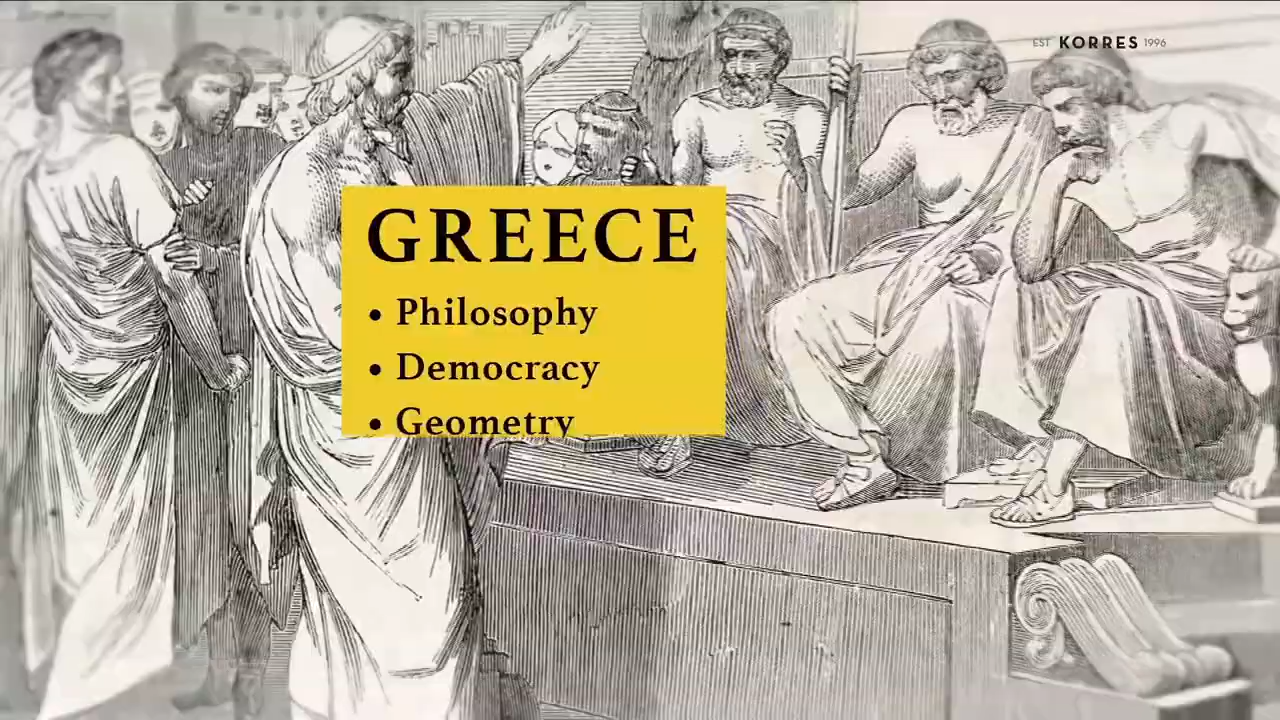 EST KORRES 1996
GREECE
• Philosophy
• Democracy
• Geometry